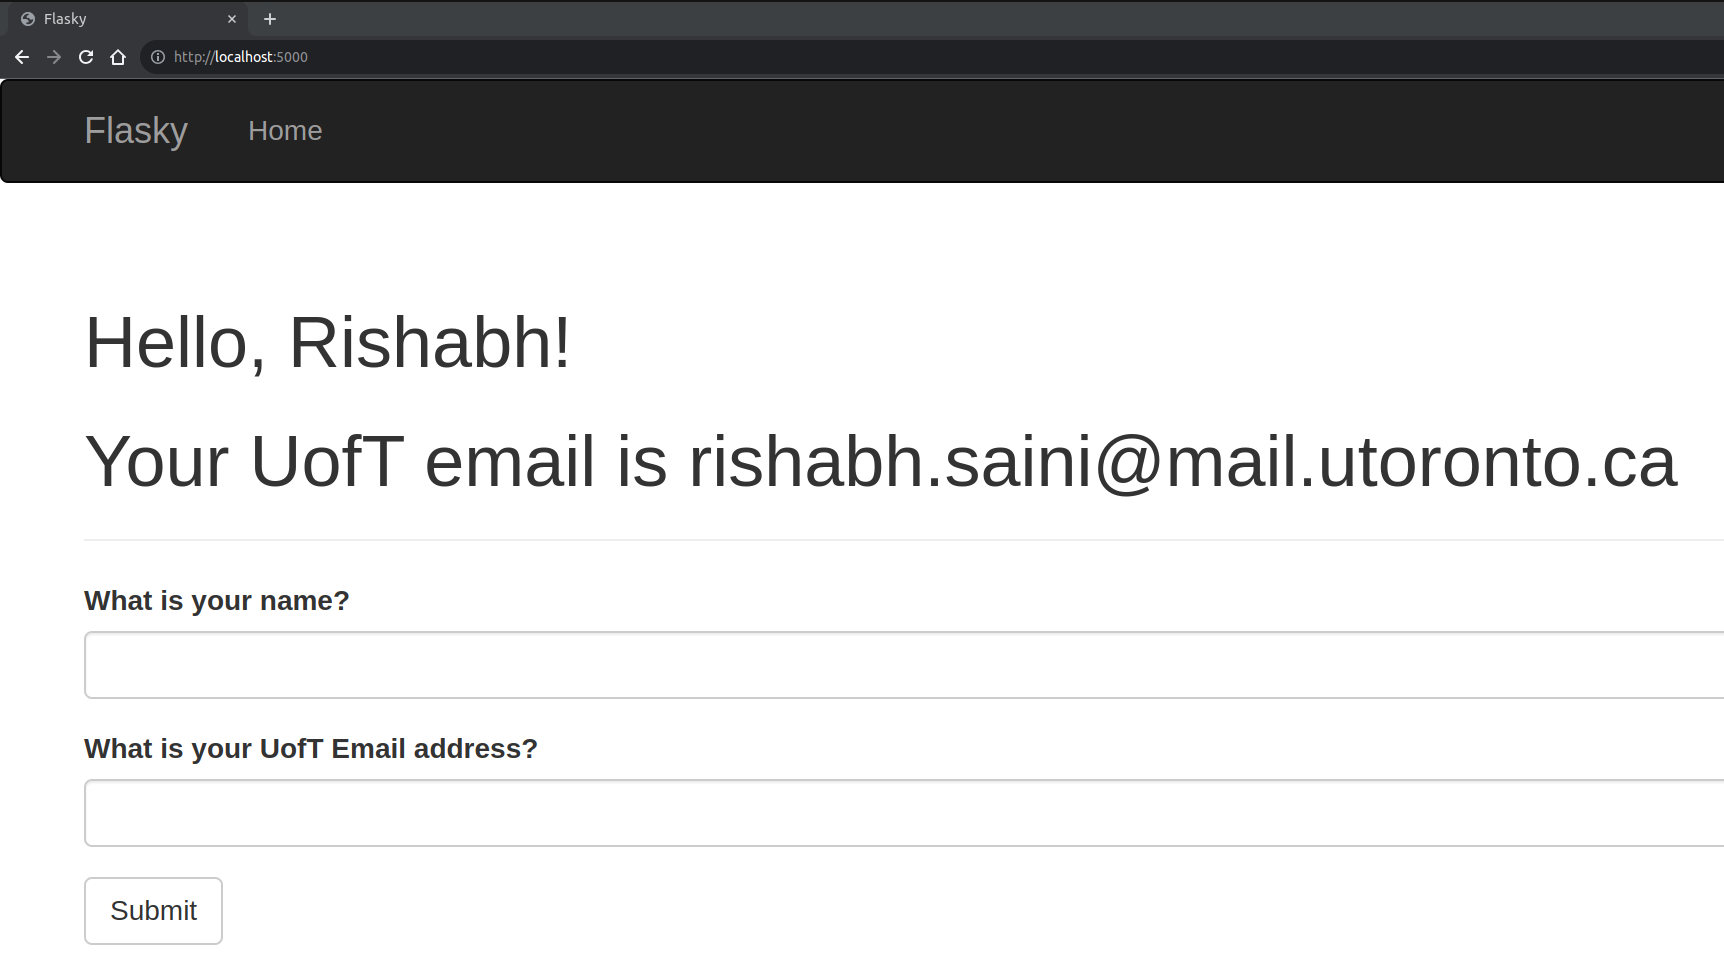 Flasky
http://localhost:5000
Flasky Home
Hello, Rishabh!
Your UofT email is rishabh.saini@mail.utoronto.ca
What is your name?
What is your UofT Email address?
Submit